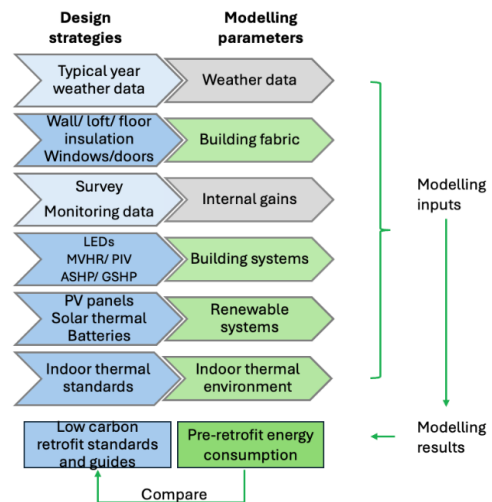 Design
strategies
Modelling
parameters
Typical year
weather data
Weather data
Wall/ loft/ floor
insulation
Windows/doors
Building fabric
Survey
Monitoring data
Internal gains
LEDs
MVHR/ PIV
ASHP/ GSHP
Building systems
PV panels
Solar thermal
Batteries
Renewable
systems
Indoor thermal
standards
Indoor thermal
environment
Modelling
inputs
Low carbon
retrofit standards
and guides
Pre-retrofit energy
consumption
Modelling
results
Compare